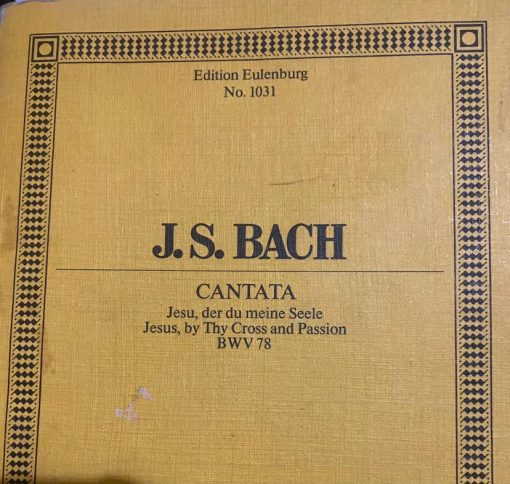 Edition Eulenburg
No. 1031
J. S. BACH
CANTATA
Jesu, der du meine Seele
Jesus, by Thy Cross and Passion
BWV 78